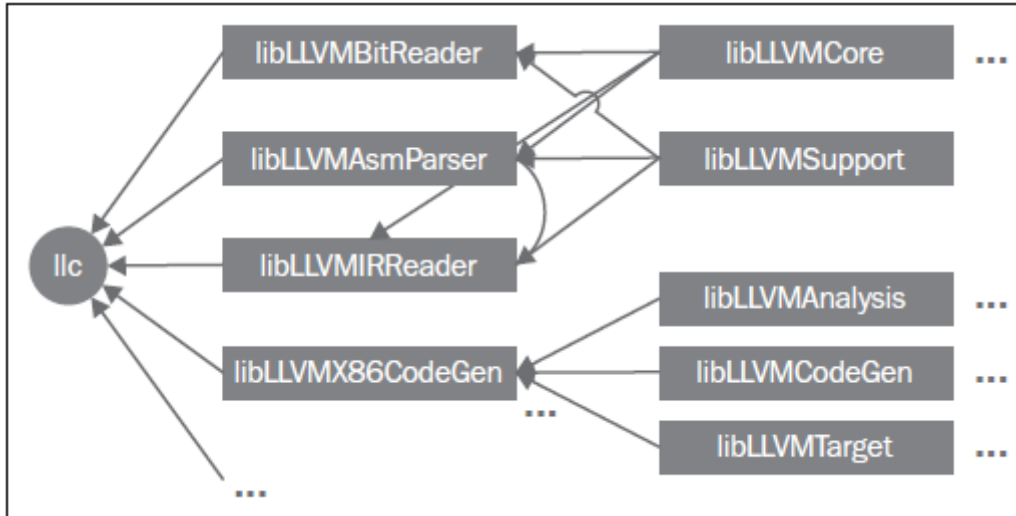 libLLVMBitReader
libLLVMCore
...
libLLVMAsmParser
libLLVMSupport
llc
libLLVMIRReader
libLLVMAnalysis
...
libLLVMX86CodeGen
...
libLLVMCodeGen
...
libLLVMTarget
...
...